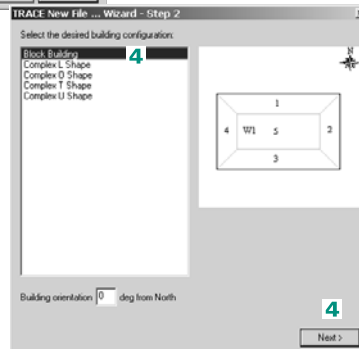 TRACE New File ... Wizard - Step 2
Select the desired building configuration:
Block Building
4
Complex L Shape
Complex O Shape
Complex T Shape
Complex U Shape
N
1
4 W1 5 2
3
Building orientation 0 deg from North
4
Next >